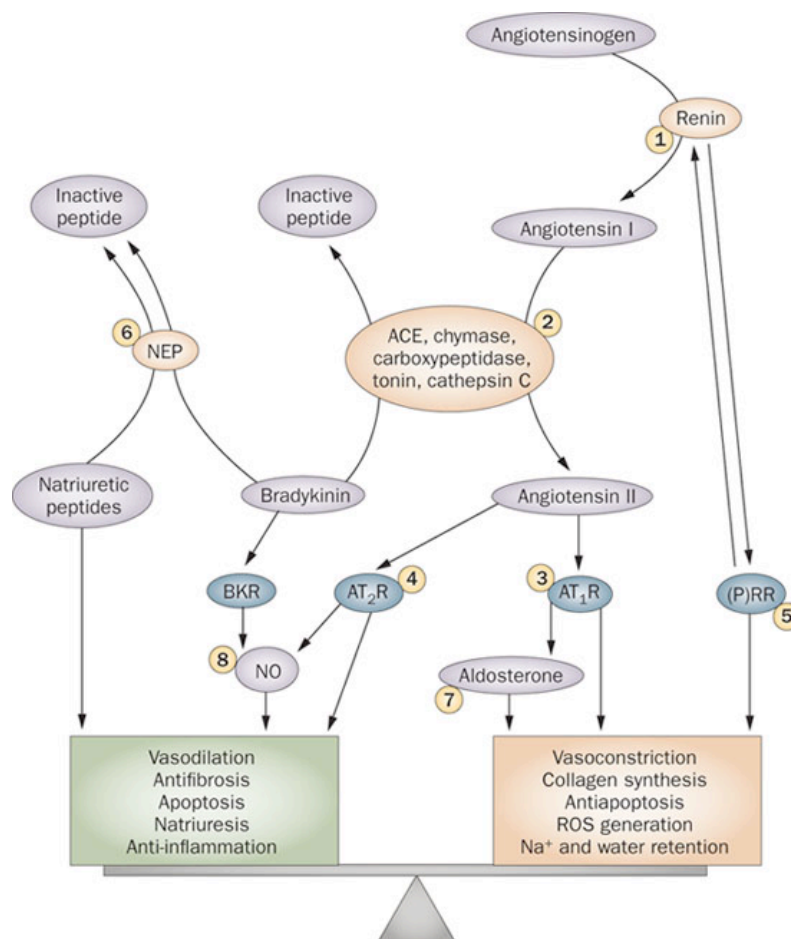 Angiotensinogen
Renin
1
Inactive
peptide
Inactive
peptide
Angiotensin I
6
NEP
2
ACE, chymase,
carboxypeptidase,
tonin, cathepsin C
Natriuretic
peptides
Bradykinin
Angiotensin II
BKR
AT₂R
4
3
AT₁R
(P)RR
5
8
NO
Aldosterone
7
Vasodilation
Antifibrosis
Apoptosis
Natriuresis
Anti-inflammation
Vasoconstriction
Collagen synthesis
Antiapoptosis
ROS generation
Na⁺ and water retention